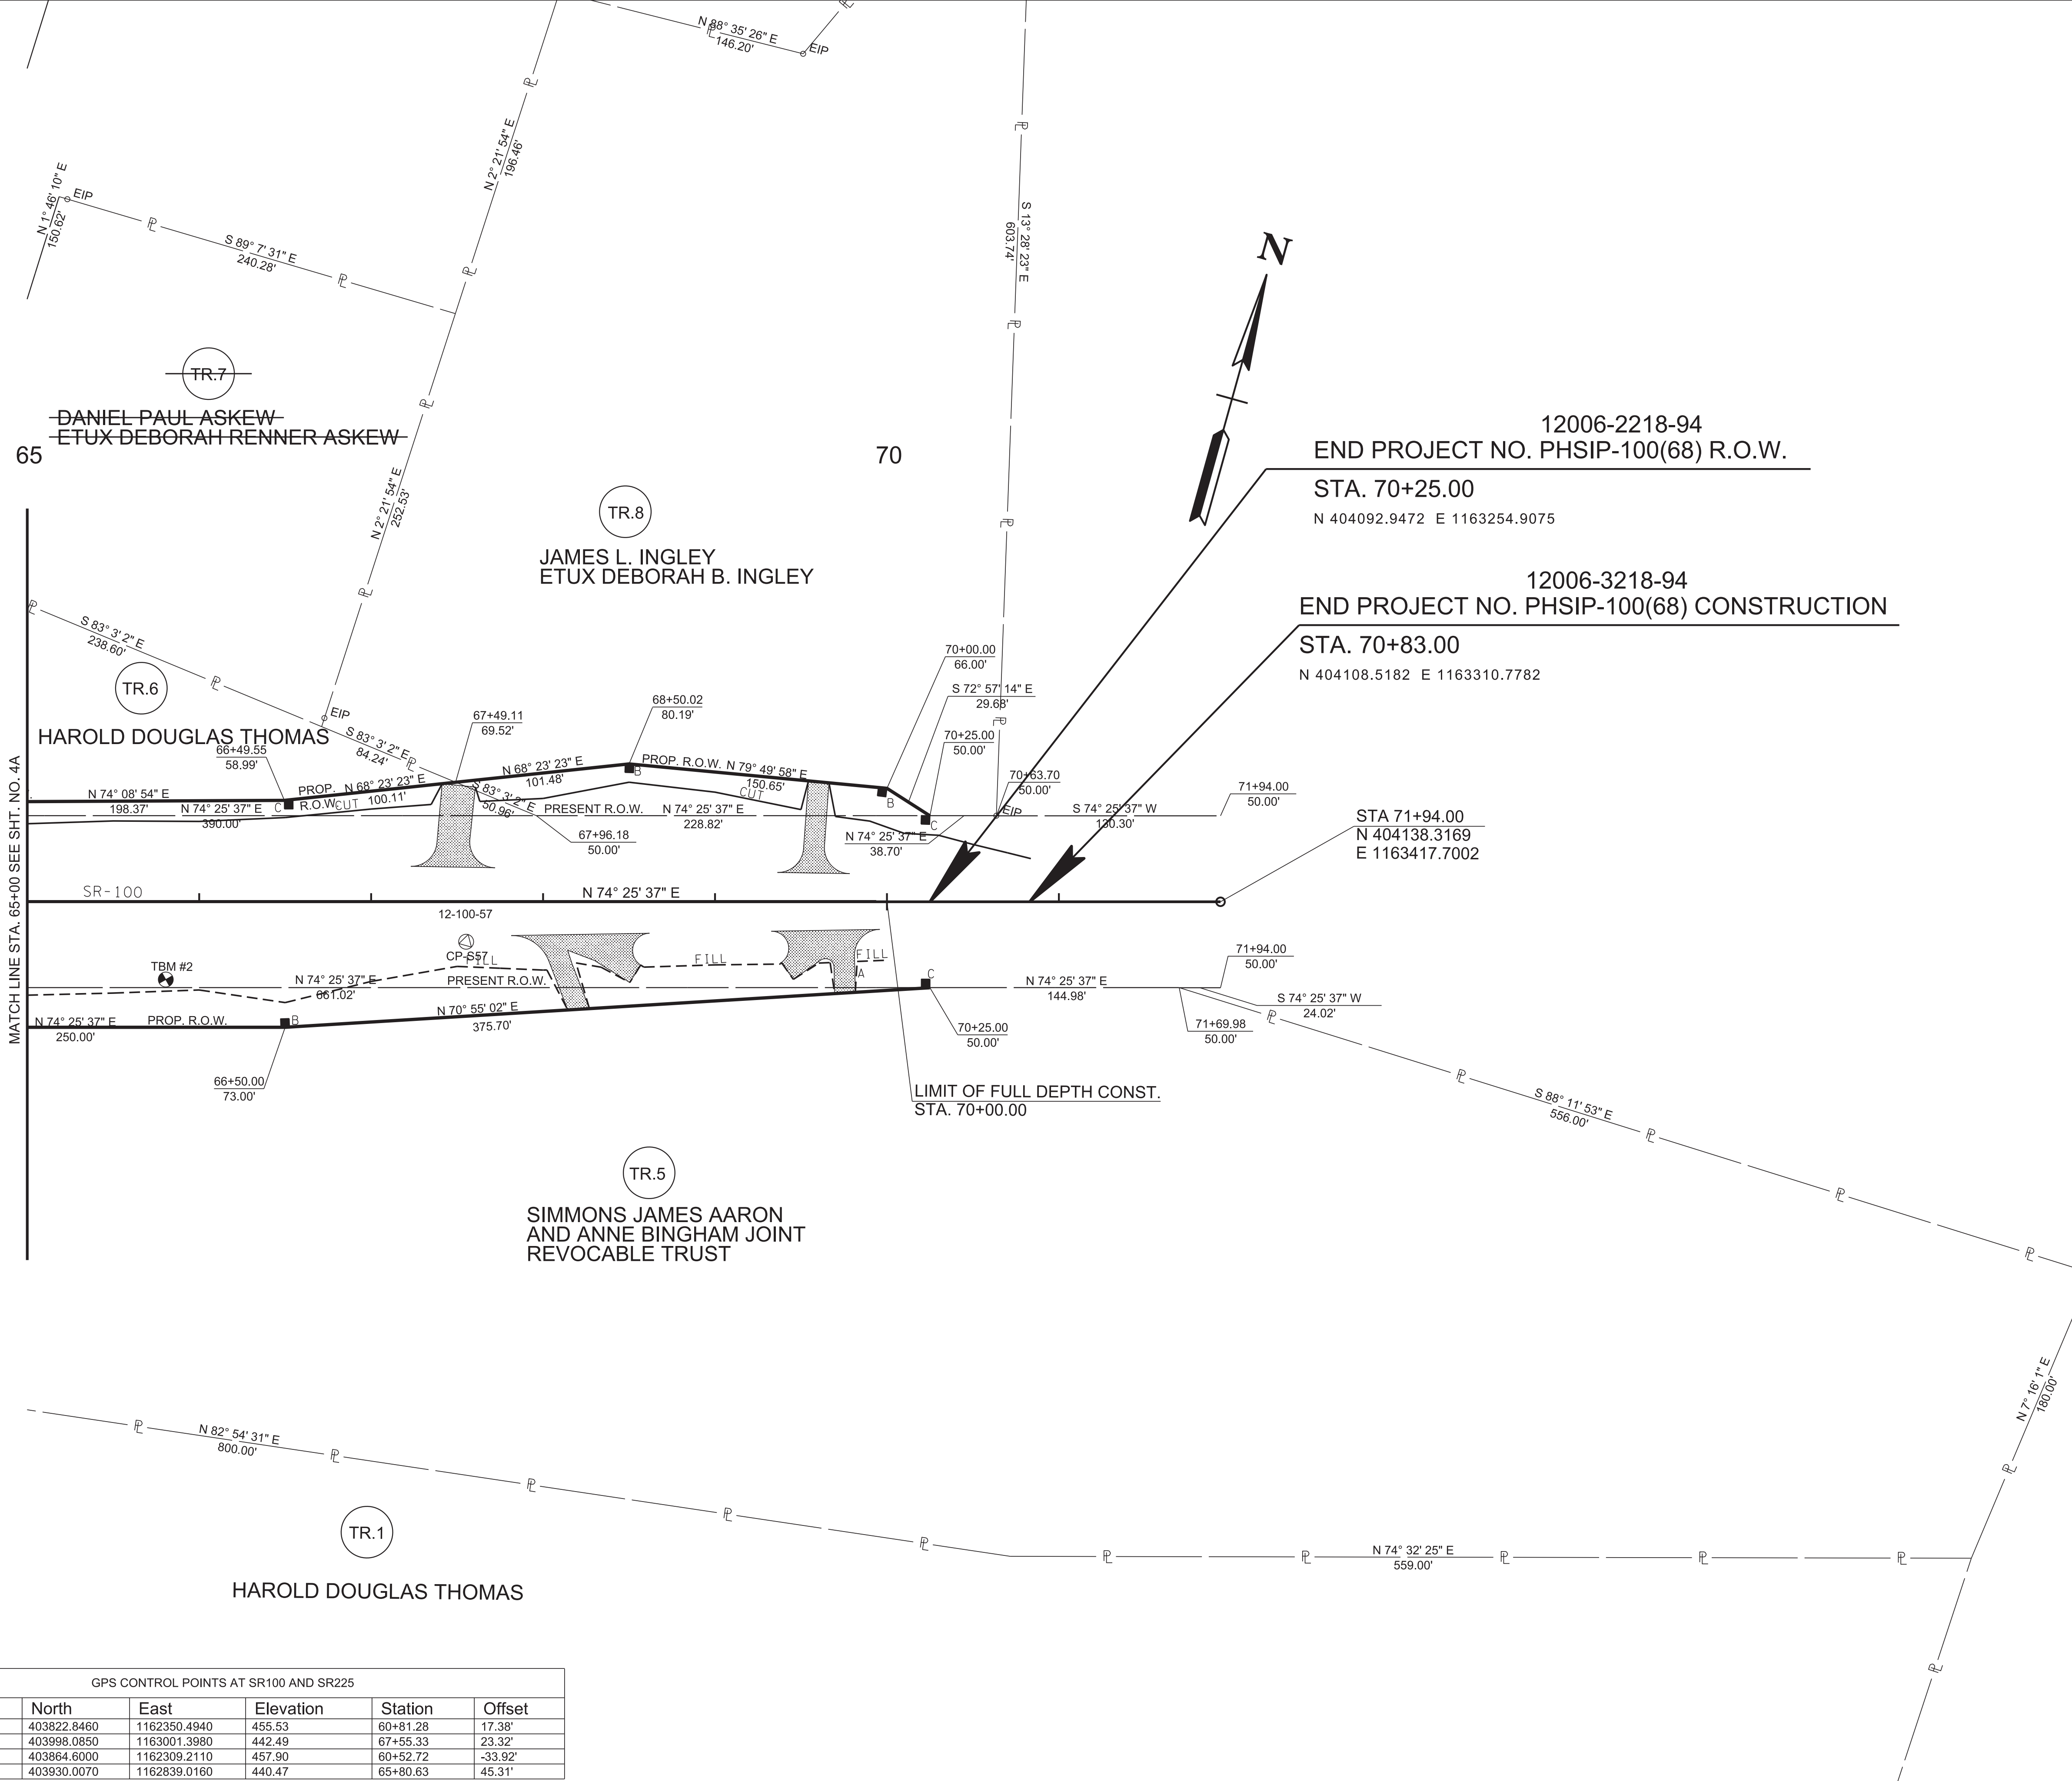 N 88° 35' 26" E
146.20'
EIP
N 2° 21' 54" E
196.46'
N 1° 46' 10" E
150.62'
EIP
S 89° 7' 31" E
240.28'
S 13° 28' 23" E
603.74'
N
TR.7
DANIEL PAUL ASKEW
ETUX DEBORAH RENNER ASKEW
65
70
12006-2218-94
END PROJECT NO. PHSIP-100(68) R.O.W.
STA. 70+25.00
N 404092.9472 E 1163254.9075
N 2° 21' 54" E
252.53'
TR.8
JAMES L. INGLEY
ETUX DEBORAH B. INGLEY
12006-3218-94
END PROJECT NO. PHSIP-100(68) CONSTRUCTION
STA. 70+83.00
N 404108.5182 E 1163310.7782
S 83° 3' 2" E
238.60'
TR.6
HAROLD DOUGLAS THOMAS
EIP
S 83° 3' 2" E
84.24'
66+49.55
58.99'
67+49.11
69.52'
68+50.02
80.19'
70+00.00
66.00'
S 72° 57' 14" E
29.68'
70+25.00
50.00'
70+63.70
50.00'
71+94.00
50.00'
MATCH LINE STA. 65+00 SEE SHT. NO. 4A
N 74° 08' 54" E
198.37'
N 74° 25' 37" E
390.00'
C
PROP.
R.O.W.
CUT
N 68° 23' 23" E
100.11'
N 68° 23' 23" E
101.48'
B
PROP. R.O.W.
N 79° 49' 58" E
150.65'
B
C
S 83° 3' 2" E
50.96'
PRESENT R.O.W.
N 74° 25' 37" E
228.82'
CUT
67+96.18
50.00'
N 74° 25' 37" E
38.70'
EIP
S 74° 25' 37" W
130.30'
STA 71+94.00
N 404138.3169
E 1163417.7002
SR-100
N 74° 25' 37" E
12-100-57
CP-S57
TBM #2
FILL
FILL
FILL
A
C
N 74° 25' 37" E
661.02'
PRESENT R.O.W.
N 74° 25' 37" E
144.98'
71+94.00
50.00'
S 74° 25' 37" W
24.02'
71+69.98
50.00'
N 74° 25' 37" E
250.00'
PROP. R.O.W.
B
N 70° 55' 02" E
375.70'
70+25.00
50.00'
66+50.00
73.00'
LIMIT OF FULL DEPTH CONST.
STA. 70+00.00
S 88° 11' 53" E
556.00'
TR.5
SIMMONS JAMES AARON
AND ANNE BINGHAM JOINT
REVOCABLE TRUST
N 7° 16' 1" E
180.00'
N 82° 54' 31" E
800.00'
TR.1
HAROLD DOUGLAS THOMAS
N 74° 32' 25" E
559.00'
GPS CONTROL POINTS AT SR100 AND SR225
North East Elevation Station Offset
403822.8460 1162350.4940 455.53 60+81.28 17.38'
403998.0850 1163001.3980 442.49 67+55.33 23.32'
403864.6000 1162309.2110 457.90 60+52.72 -33.92'
403930.0070 1162839.0160 440.47 65+80.63 45.31'